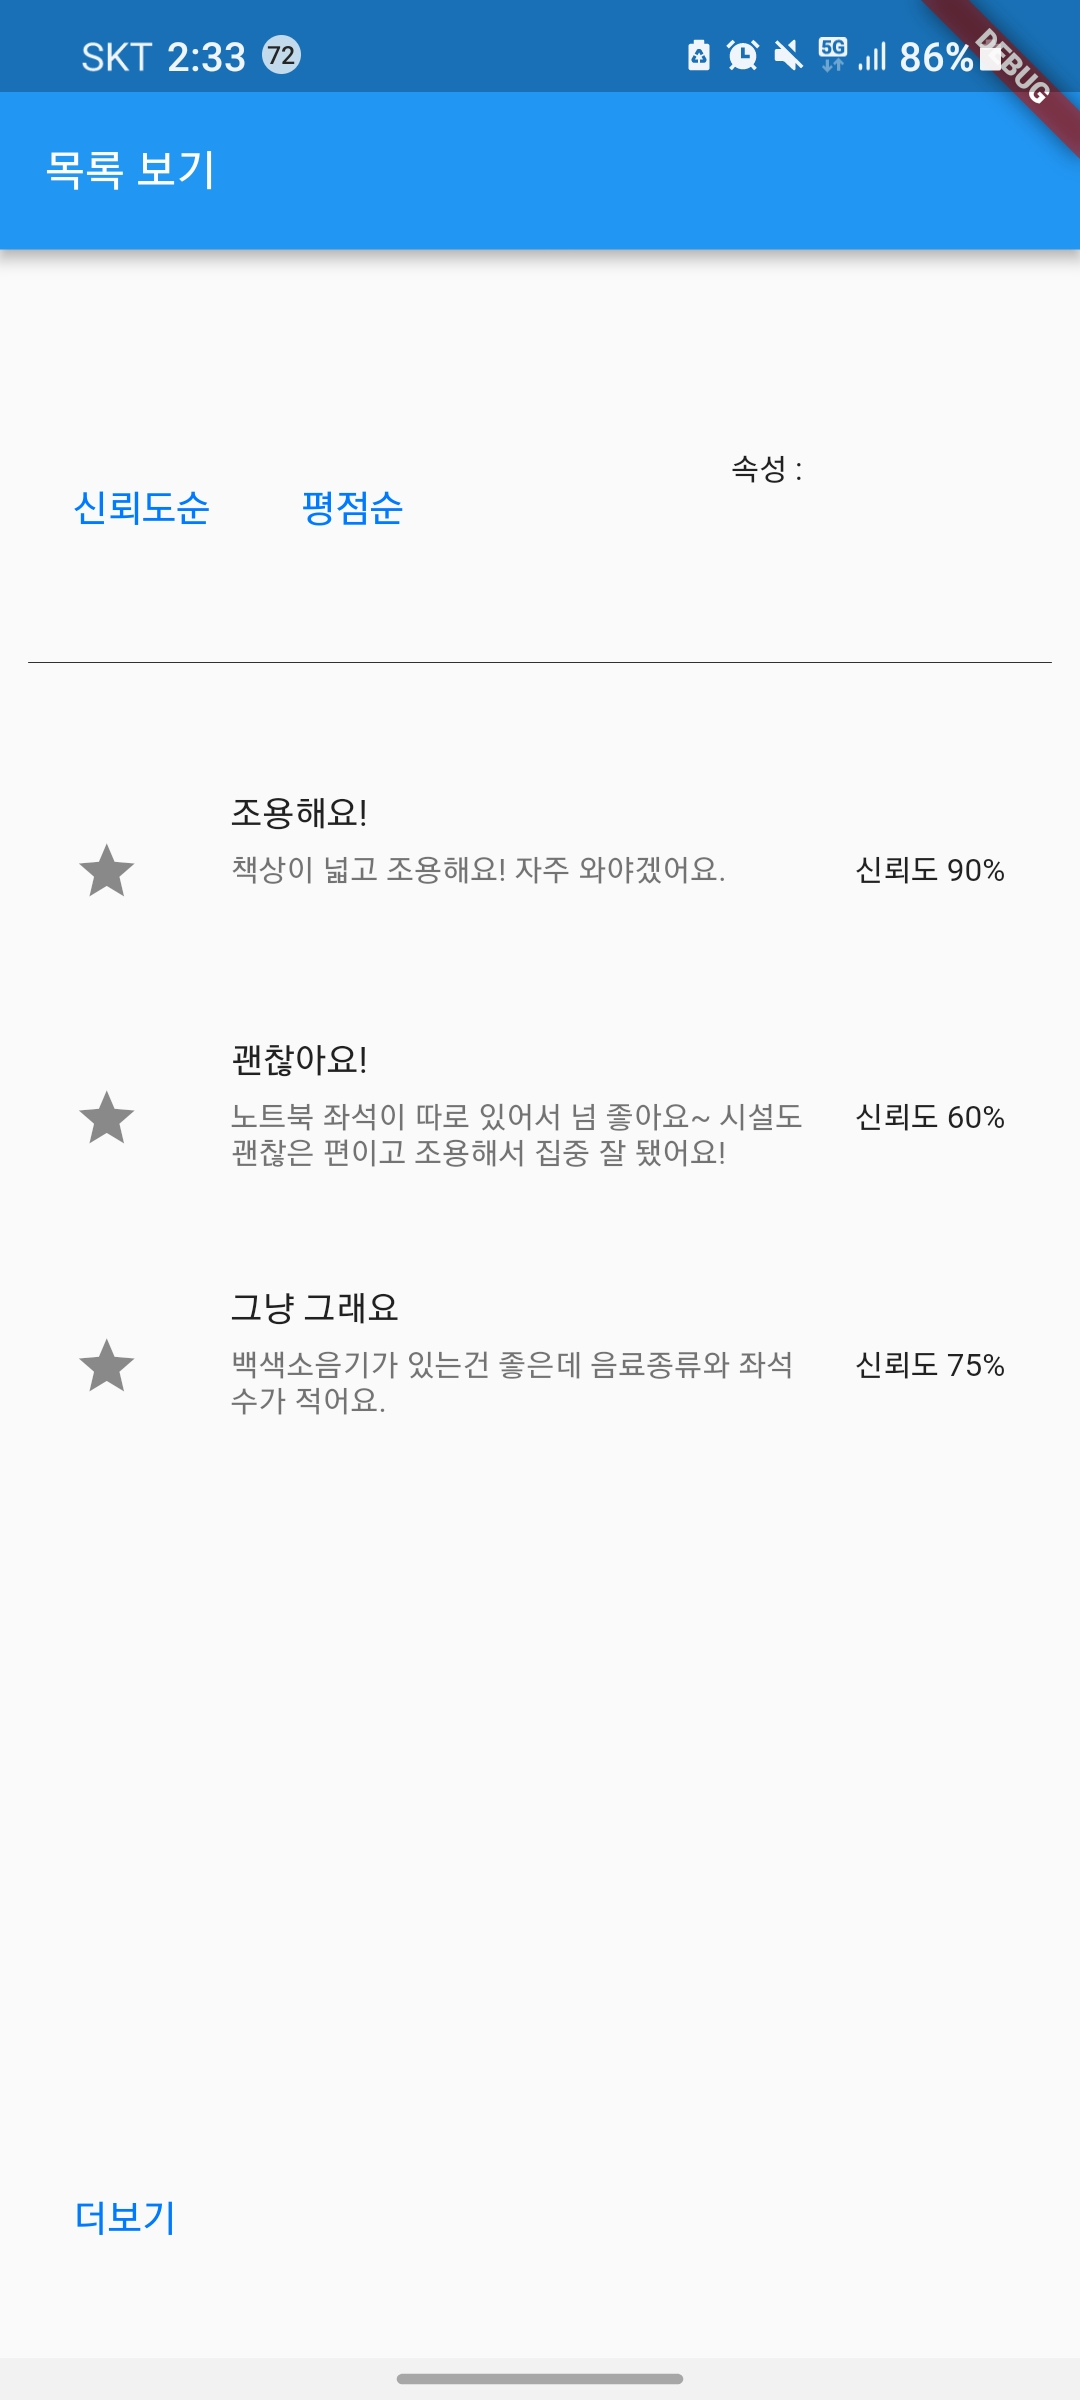 SKT 2:33 72 5G 86%
DEBUG
목록 보기
속성 :
신뢰도순 평점순
조용해요!
책상이 넓고 조용해요! 자주 와야겠어요. 신뢰도 90%
괜찮아요!
노트북 좌석이 따로 있어서 넘 좋아요~ 시설도 신뢰도 60%
괜찮은 편이고 조용해서 집중 잘 됐어요!
그냥 그래요
백색소음기가 있는건 좋은데 음료종류와 좌석 신뢰도 75%
수가 적어요.
더보기